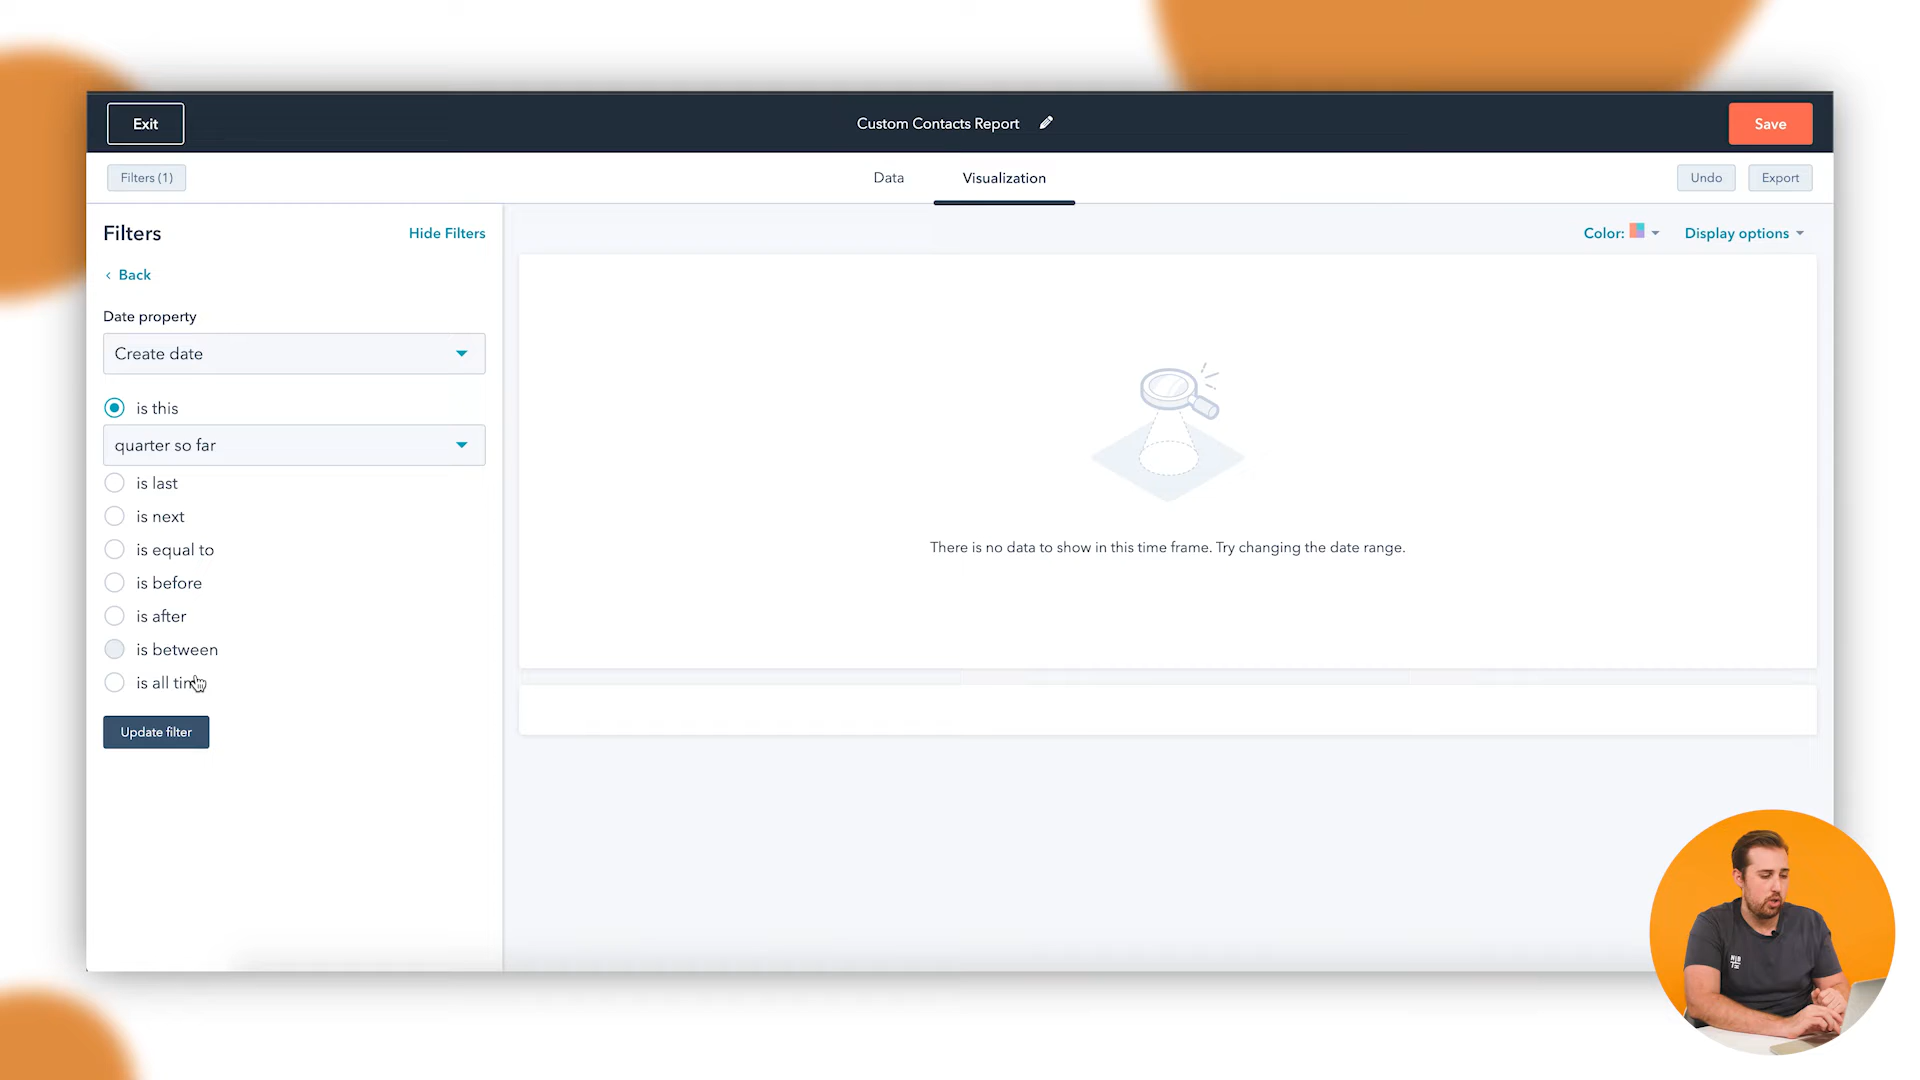 Exit
Custom Contacts Report
Save
Filters (1)
Data
Visualization
Undo
Export
Filters
Hide Filters
Back
Color:
Display options
Date property
Create date
is this
quarter so far
is last
is next
is equal to
is before
is after
is between
is all
Update filter
There is no data to show in this time frame. Try changing the date range.